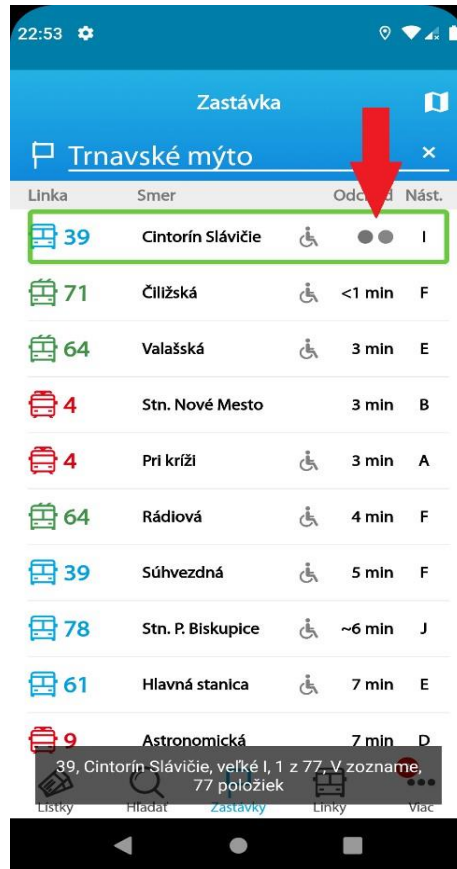 22:53
Zastávka
Trnavské mýto ×
Linka Smer Odchod Nást.
39 Cintorín Slávičie I
71 Čiližská <1 min F
64 Valašská 3 min E
4 Stn. Nové Mesto 3 min B
4 Pri kríži 3 min A
64 Rádiová 4 min F
39 Súhvezdná 5 min F
78 Stn. P. Biskupice ~6 min J
61 Hlavná stanica 7 min E
9 Astronomická 7 min D
39, Cintorín Slávičie, veľké I, 1 z 77, V zozname,
77 položiek
Lístky Hľadať Zastávky Linky Viac